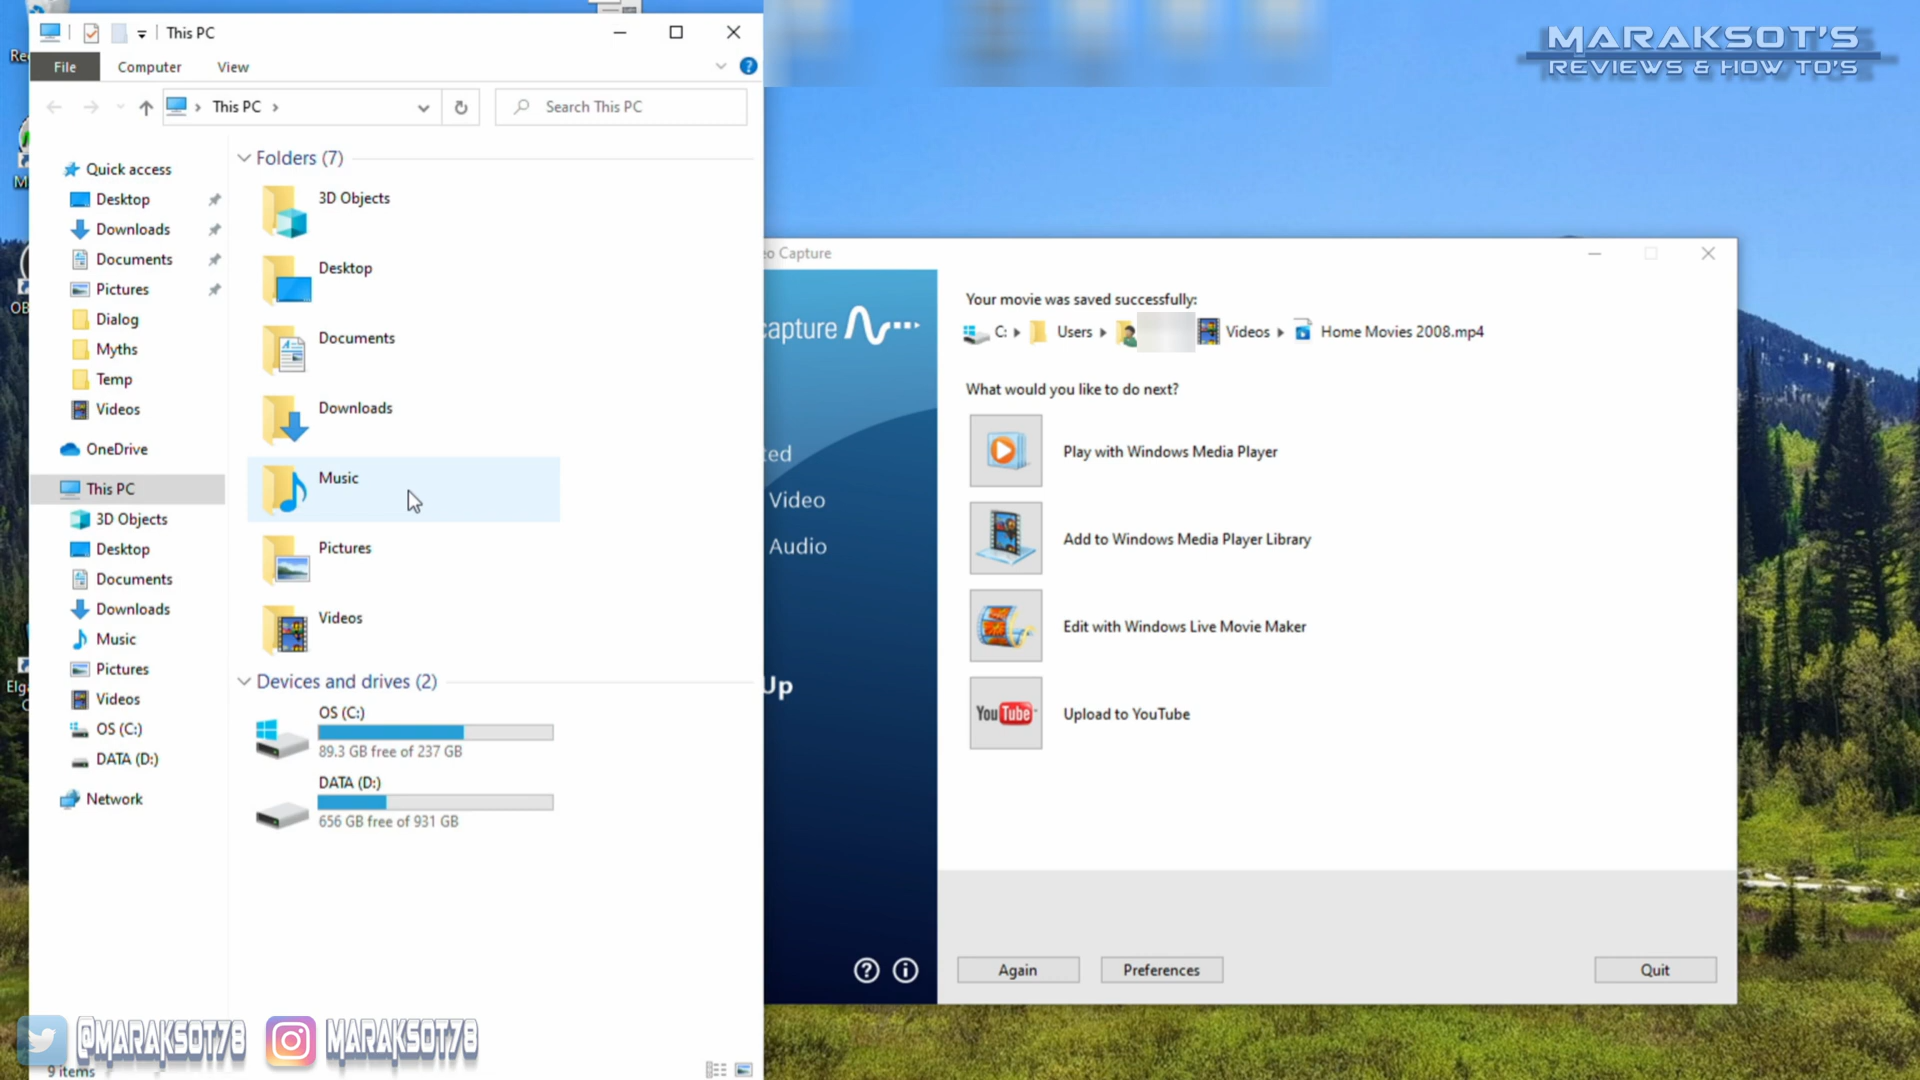 This PC
File
Computer
View
This PC
Search This PC
Quick access
Desktop
Downloads
Documents
Pictures
Dialog
Myths
Temp
Videos
OneDrive
This PC
3D Objects
Desktop
Documents
Downloads
Music
Pictures
Videos
OS (C:)
DATA (D:)
Network
Folders (7)
3D Objects
Desktop
Documents
Downloads
Music
Pictures
Videos
Devices and drives (2)
OS (C:)
89.3 GB free of 237 GB
DATA (D:)
656 GB free of 931 GB
9 items
MARAKSOT'S
REVIEWS & HOW TO'S
eo Capture
capture
ted
Video
Audio
Up
Your movie was saved successfully:
C: Users Videos Home Movies 2008.mp4
What would you like to do next?
Play with Windows Media Player
Add to Windows Media Player Library
Edit with Windows Live Movie Maker
YouTube
Upload to YouTube
Again
Preferences
Quit
@MARAKSOT78
MARAKSOT78